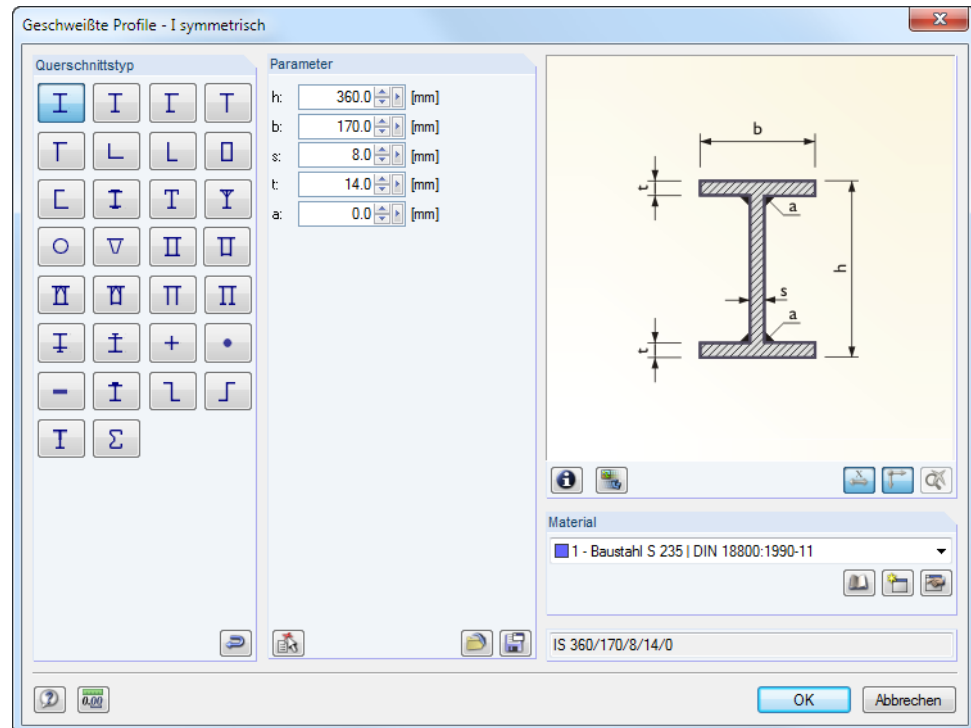 Geschweißte Profile - I symmetrisch
Querschnittstyp
Parameter
h: 360.0 [mm]
b: 170.0 [mm]
s: 8.0 [mm]
t: 14.0 [mm]
a: 0.0 [mm]
b
t
a
h
s
a
t
X
Material
1 - Baustahl S 235 | DIN 18800:1990-11
IS 360/170/8/14/0
0.00
OK
Abbrechen